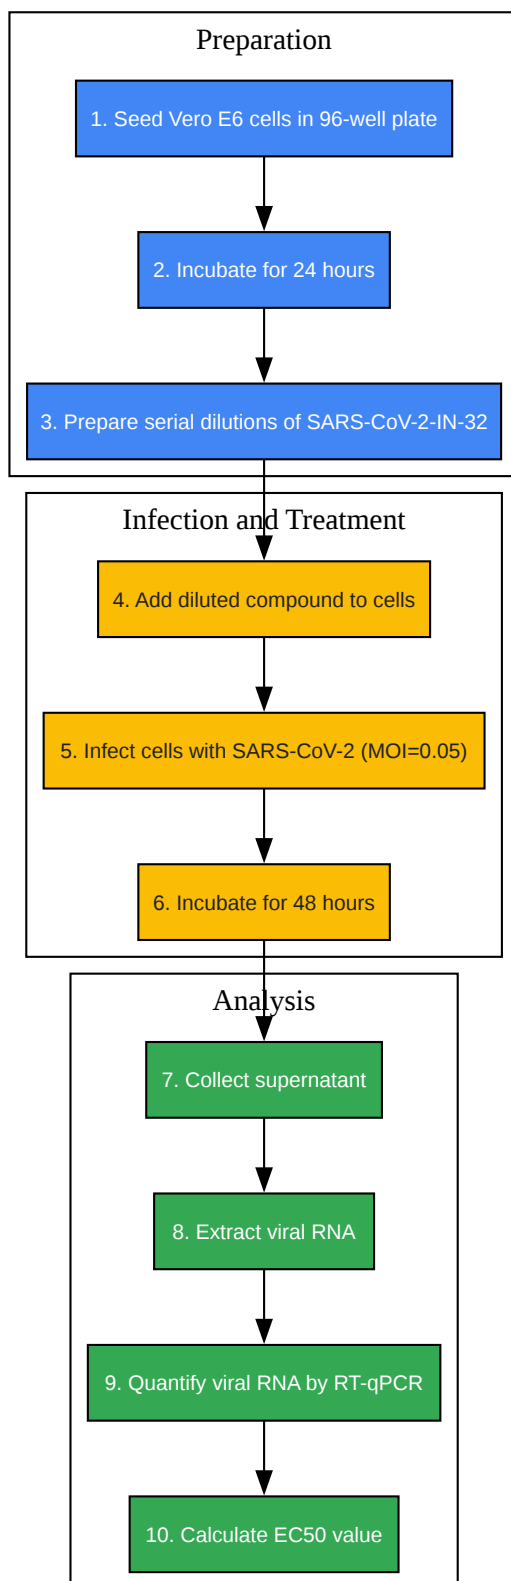 Preparation
1. Seed Vero E6 cells in 96-well plate
2. Incubate for 24 hours
3. Prepare serial dilutions of SARS-CoV-2-IN-32
Infection and Treatment
4. Add diluted compound to cells
5. Infect cells with SARS-CoV-2 (MOI=0.05)
6. Incubate for 48 hours
Analysis
7. Collect supernatant
8. Extract viral RNA
9. Quantify viral RNA by RT-qPCR
10. Calculate EC50 value